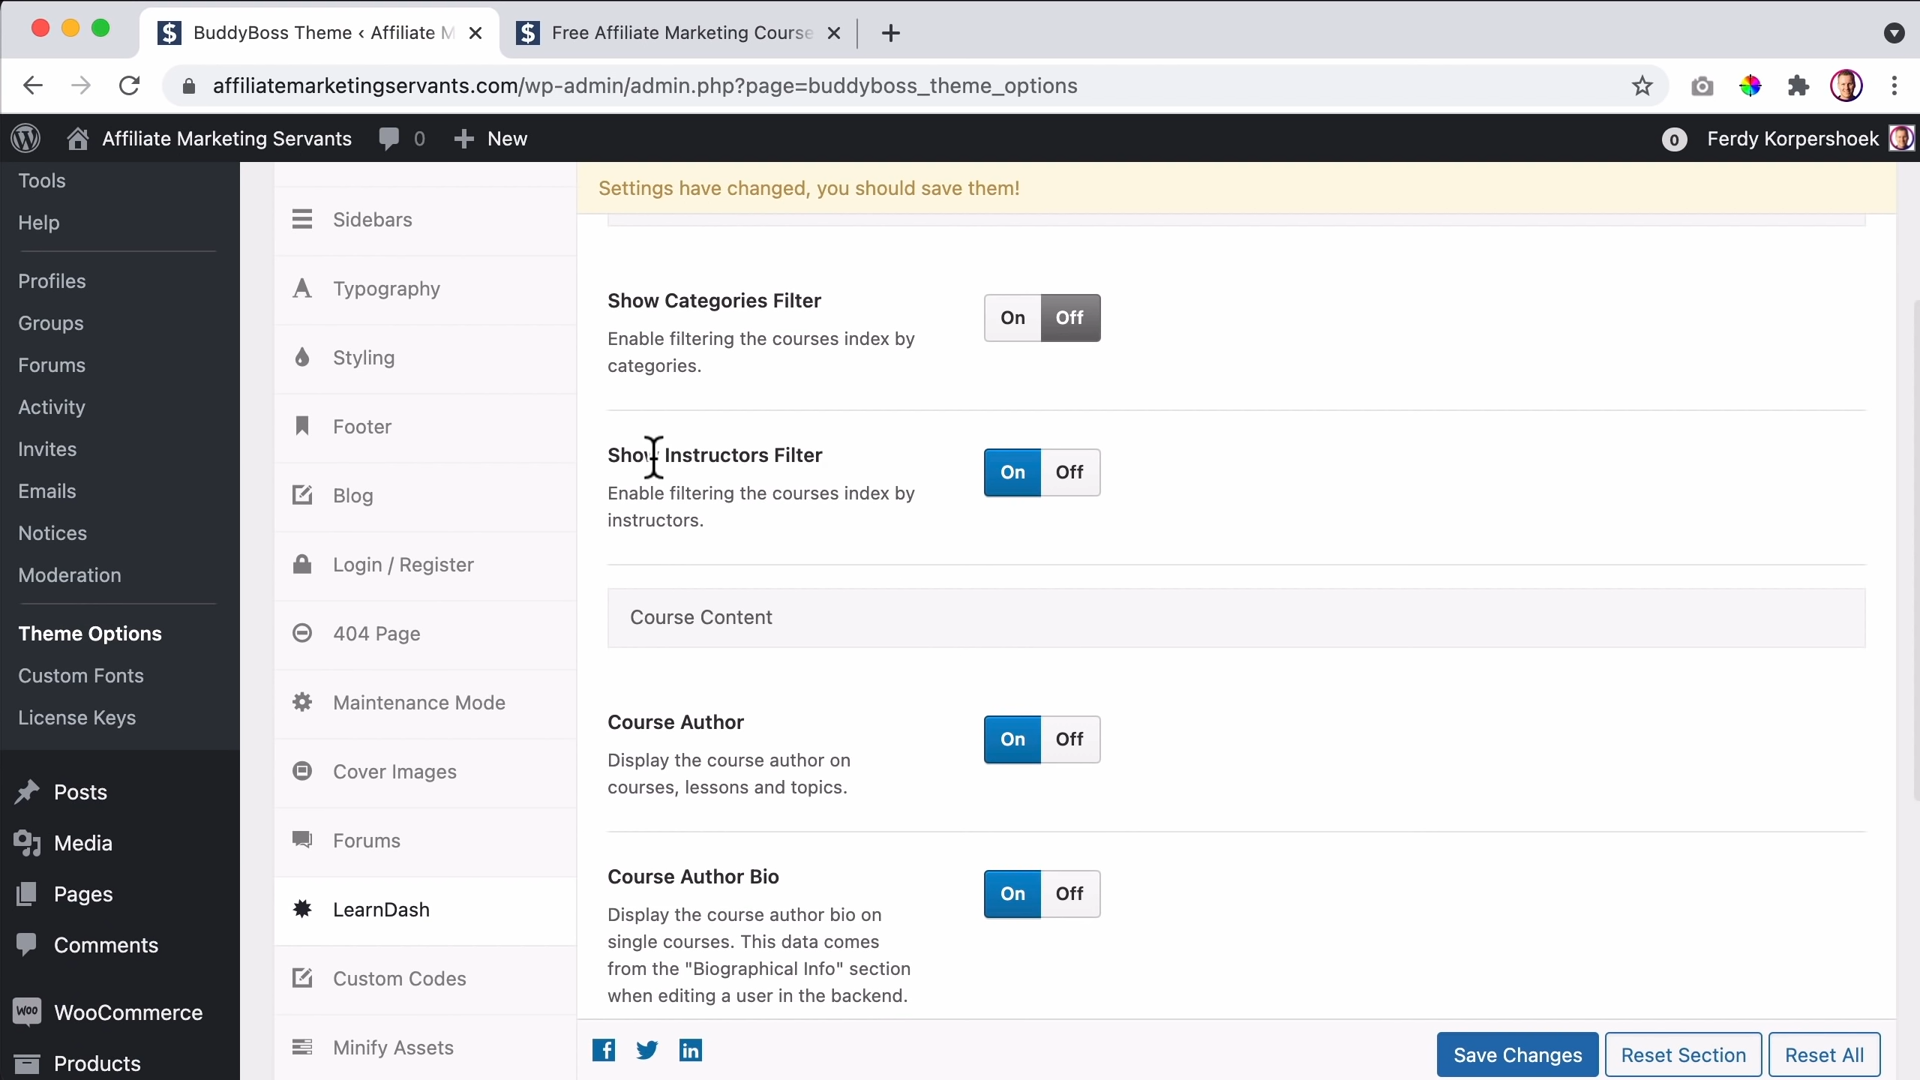 BuddyBoss Theme ‹ Affiliate M
Free Affiliate Marketing Course
affiliatemarketingservants.com/wp-admin/admin.php?page=buddyboss_theme_options
Affiliate Marketing Servants
0
New
0
Ferdy Korpershoek
Tools
Help
Profiles
Groups
Forums
Activity
Invites
Emails
Notices
Moderation
Theme Options
Custom Fonts
License Keys
Posts
Media
Pages
Comments
WooCommerce
Products
Sidebars
Typography
Styling
Footer
Blog
Login / Register
404 Page
Maintenance Mode
Cover Images
Forums
LearnDash
Custom Codes
Minify Assets
Settings have changed, you should save them!
Show Categories Filter
Enable filtering the courses index by
categories.
On Off
Show Instructors Filter
Enable filtering the courses index by
instructors.
On Off
Course Content
Course Author
Display the course author on
courses, lessons and topics.
On Off
Course Author Bio
Display the course author bio on
single courses. This data comes
from the "Biographical Info" section
when editing a user in the backend.
On Off
Save Changes
Reset Section
Reset All